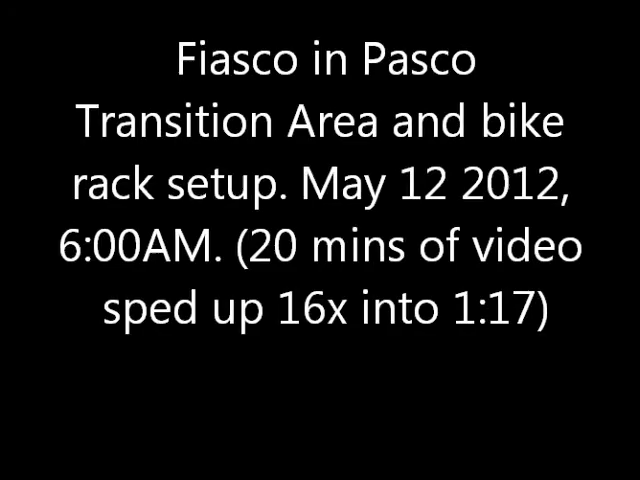 Fiasco in Pasco
Transition Area and bike
rack setup. May 12 2012,
6:00AM. (20 mins of video
sped up 16x into 1:17)